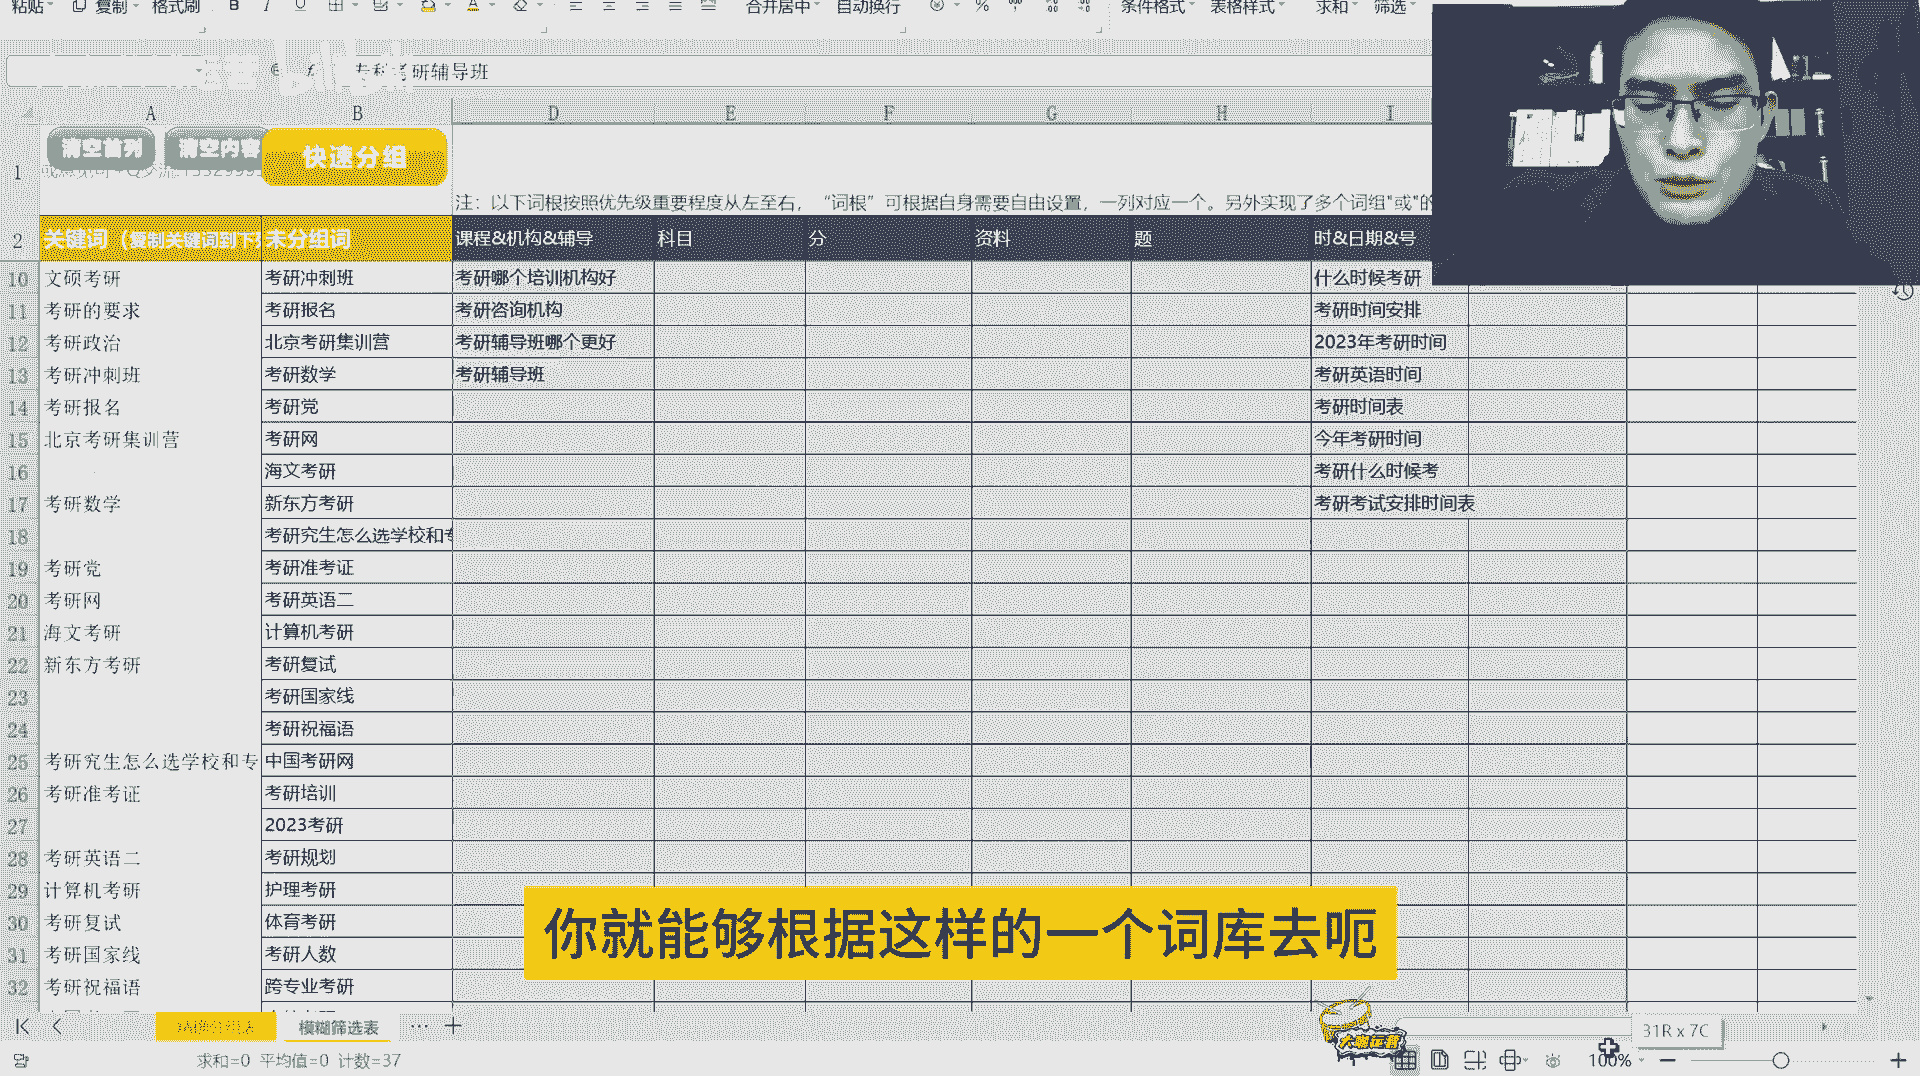 粘贴 复制 格式刷 B I U 合并居中 自动换行 % 条件格式 表格样式 求和 筛选
专科考研辅导班
A B D E F G H I
清空首列 清空内容 快速分组
1
注：以下词根按照优先级重要程度从左至右，“词根”可根据自身需要自由设置，一列对应一个。另外实现了多个词组"或"的
2 关键词（复制关键词到下 未分组词 课程&机构&辅导 科目 分 资料 题 时&日期&号
10 文硕考研 考研冲刺班 考研哪个培训机构好 什么时候考研
11 考研的要求 考研报名 考研咨询机构 考研时间安排
12 考研政治 北京考研集训营 考研辅导班哪个更好 2023年考研时间
13 考研冲刺班 考研数学 考研辅导班 考研英语时间
14 考研报名 考研党 考研时间表
15 北京考研集训营 考研网 今年考研时间
16 海文考研 考研什么时候考
17 考研数学 新东方考研 考研考试安排时间表
18 考研究生怎么选学校和专
19 考研党 考研准考证
20 考研网 考研英语二
21 海文考研 计算机考研
22 新东方考研 考研复试
23 考研国家线
24 考研祝福语
25 考研究生怎么选学校和专 中国考研网
26 考研准考证 考研培训
27 2023考研
28 考研英语二 考研规划
29 计算机考研 护理考研
30 考研复试 体育考研
31 考研国家线 考研人数
32 考研祝福语 跨专业考研
你就能够根据这样的一个词库去呃
模糊筛选表 ··· +
大聪运营
31R x 7C
求和=0 平均值=0 计数=37
100% − +